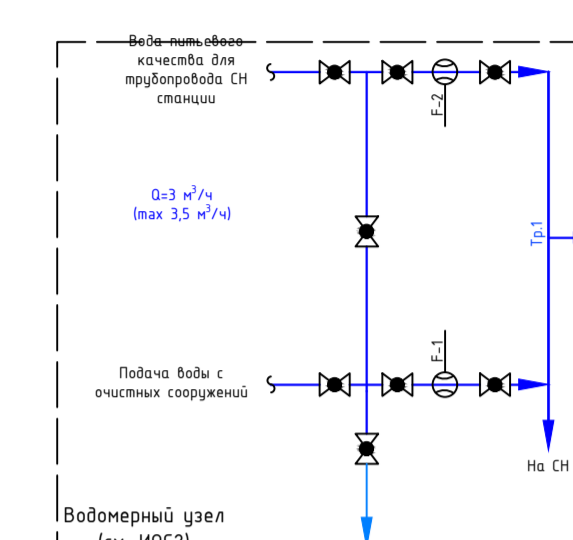 Вода питьевого
качества для
трубопровода СН
станции
F-2
Q=3 м³/ч
(max 3,5 м³/ч)
Тр.1
F-1
Подача воды с
очистных сооружений
На СН
Водомерный узел